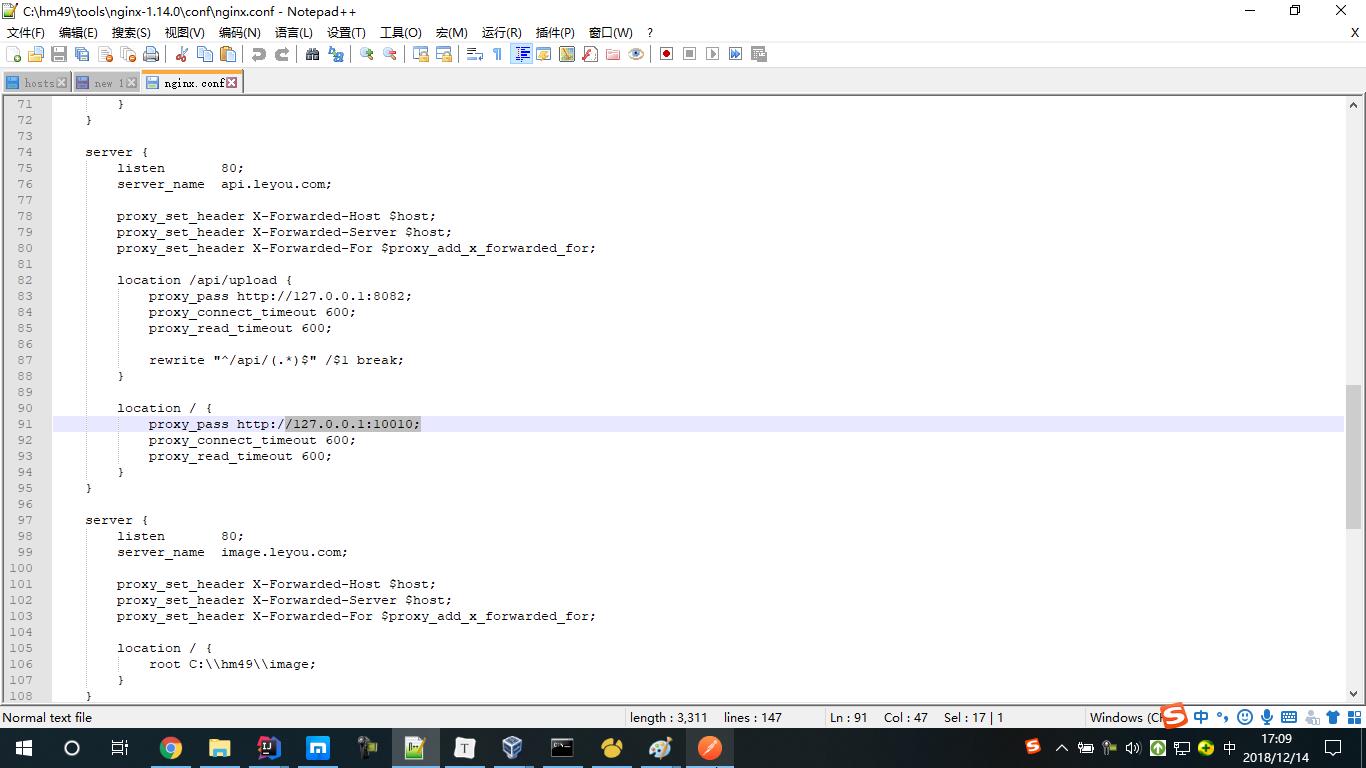 C:\hm49\tools\nginx-1.14.0\conf\nginx.conf - Notepad++
文件(F) 编辑(E) 搜索(S) 视图(V) 编码(N) 语言(L) 设置(T) 工具(O) 宏(M) 运行(R) 插件(P) 窗口(W) ? X
hosts new 1 nginx.conf
71 }
72 }
73
74 server {
75 listen 80;
76 server_name api.leyou.com;
77
78 proxy_set_header X-Forwarded-Host $host;
79 proxy_set_header X-Forwarded-Server $host;
80 proxy_set_header X-Forwarded-For $proxy_add_x_forwarded_for;
81
82 location /api/upload {
83 proxy_pass http://127.0.0.1:8082;
84 proxy_connect_timeout 600;
85 proxy_read_timeout 600;
86
87 rewrite "^/api/(.*)$" /$1 break;
88 }
89
90 location / {
91 proxy_pass http://127.0.0.1:10010;
92 proxy_connect_timeout 600;
93 proxy_read_timeout 600;
94 }
95 }
96
97 server {
98 listen 80;
99 server_name image.leyou.com;
100
101 proxy_set_header X-Forwarded-Host $host;
102 proxy_set_header X-Forwarded-Server $host;
103 proxy_set_header X-Forwarded-For $proxy_add_x_forwarded_for;
104
105 location / {
106 root C:\\hm49\\image;
107 }
108 }
Normal text file length : 3,311 lines : 147 Ln : 91 Col : 47 Sel : 17 | 1 Windows (C 中
中 17:09
2018/12/14